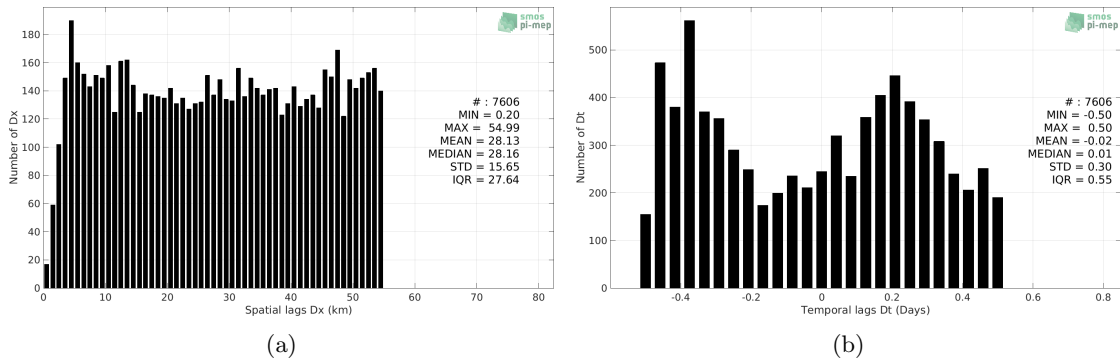 smos
pi-mep
Number of Dx
180
160
140
120
100
80
60
40
20
0
0 10 20 30 40 50 60 70 80
Spatial lags Dx (km)
# : 7606
MIN = 0.20
MAX = 54.99
MEAN = 28.13
MEDIAN = 28.16
STD = 15.65
IQR = 27.64
(a)
smos
pi-mep
Number of Dt
500
400
300
200
100
0
-0.4 -0.2 0 0.2 0.4 0.6 0.8
Temporal lags Dt (Days)
# : 7606
MIN = -0.50
MAX = 0.50
MEAN = -0.02
MEDIAN = 0.01
STD = 0.30
IQR = 0.55
(b)